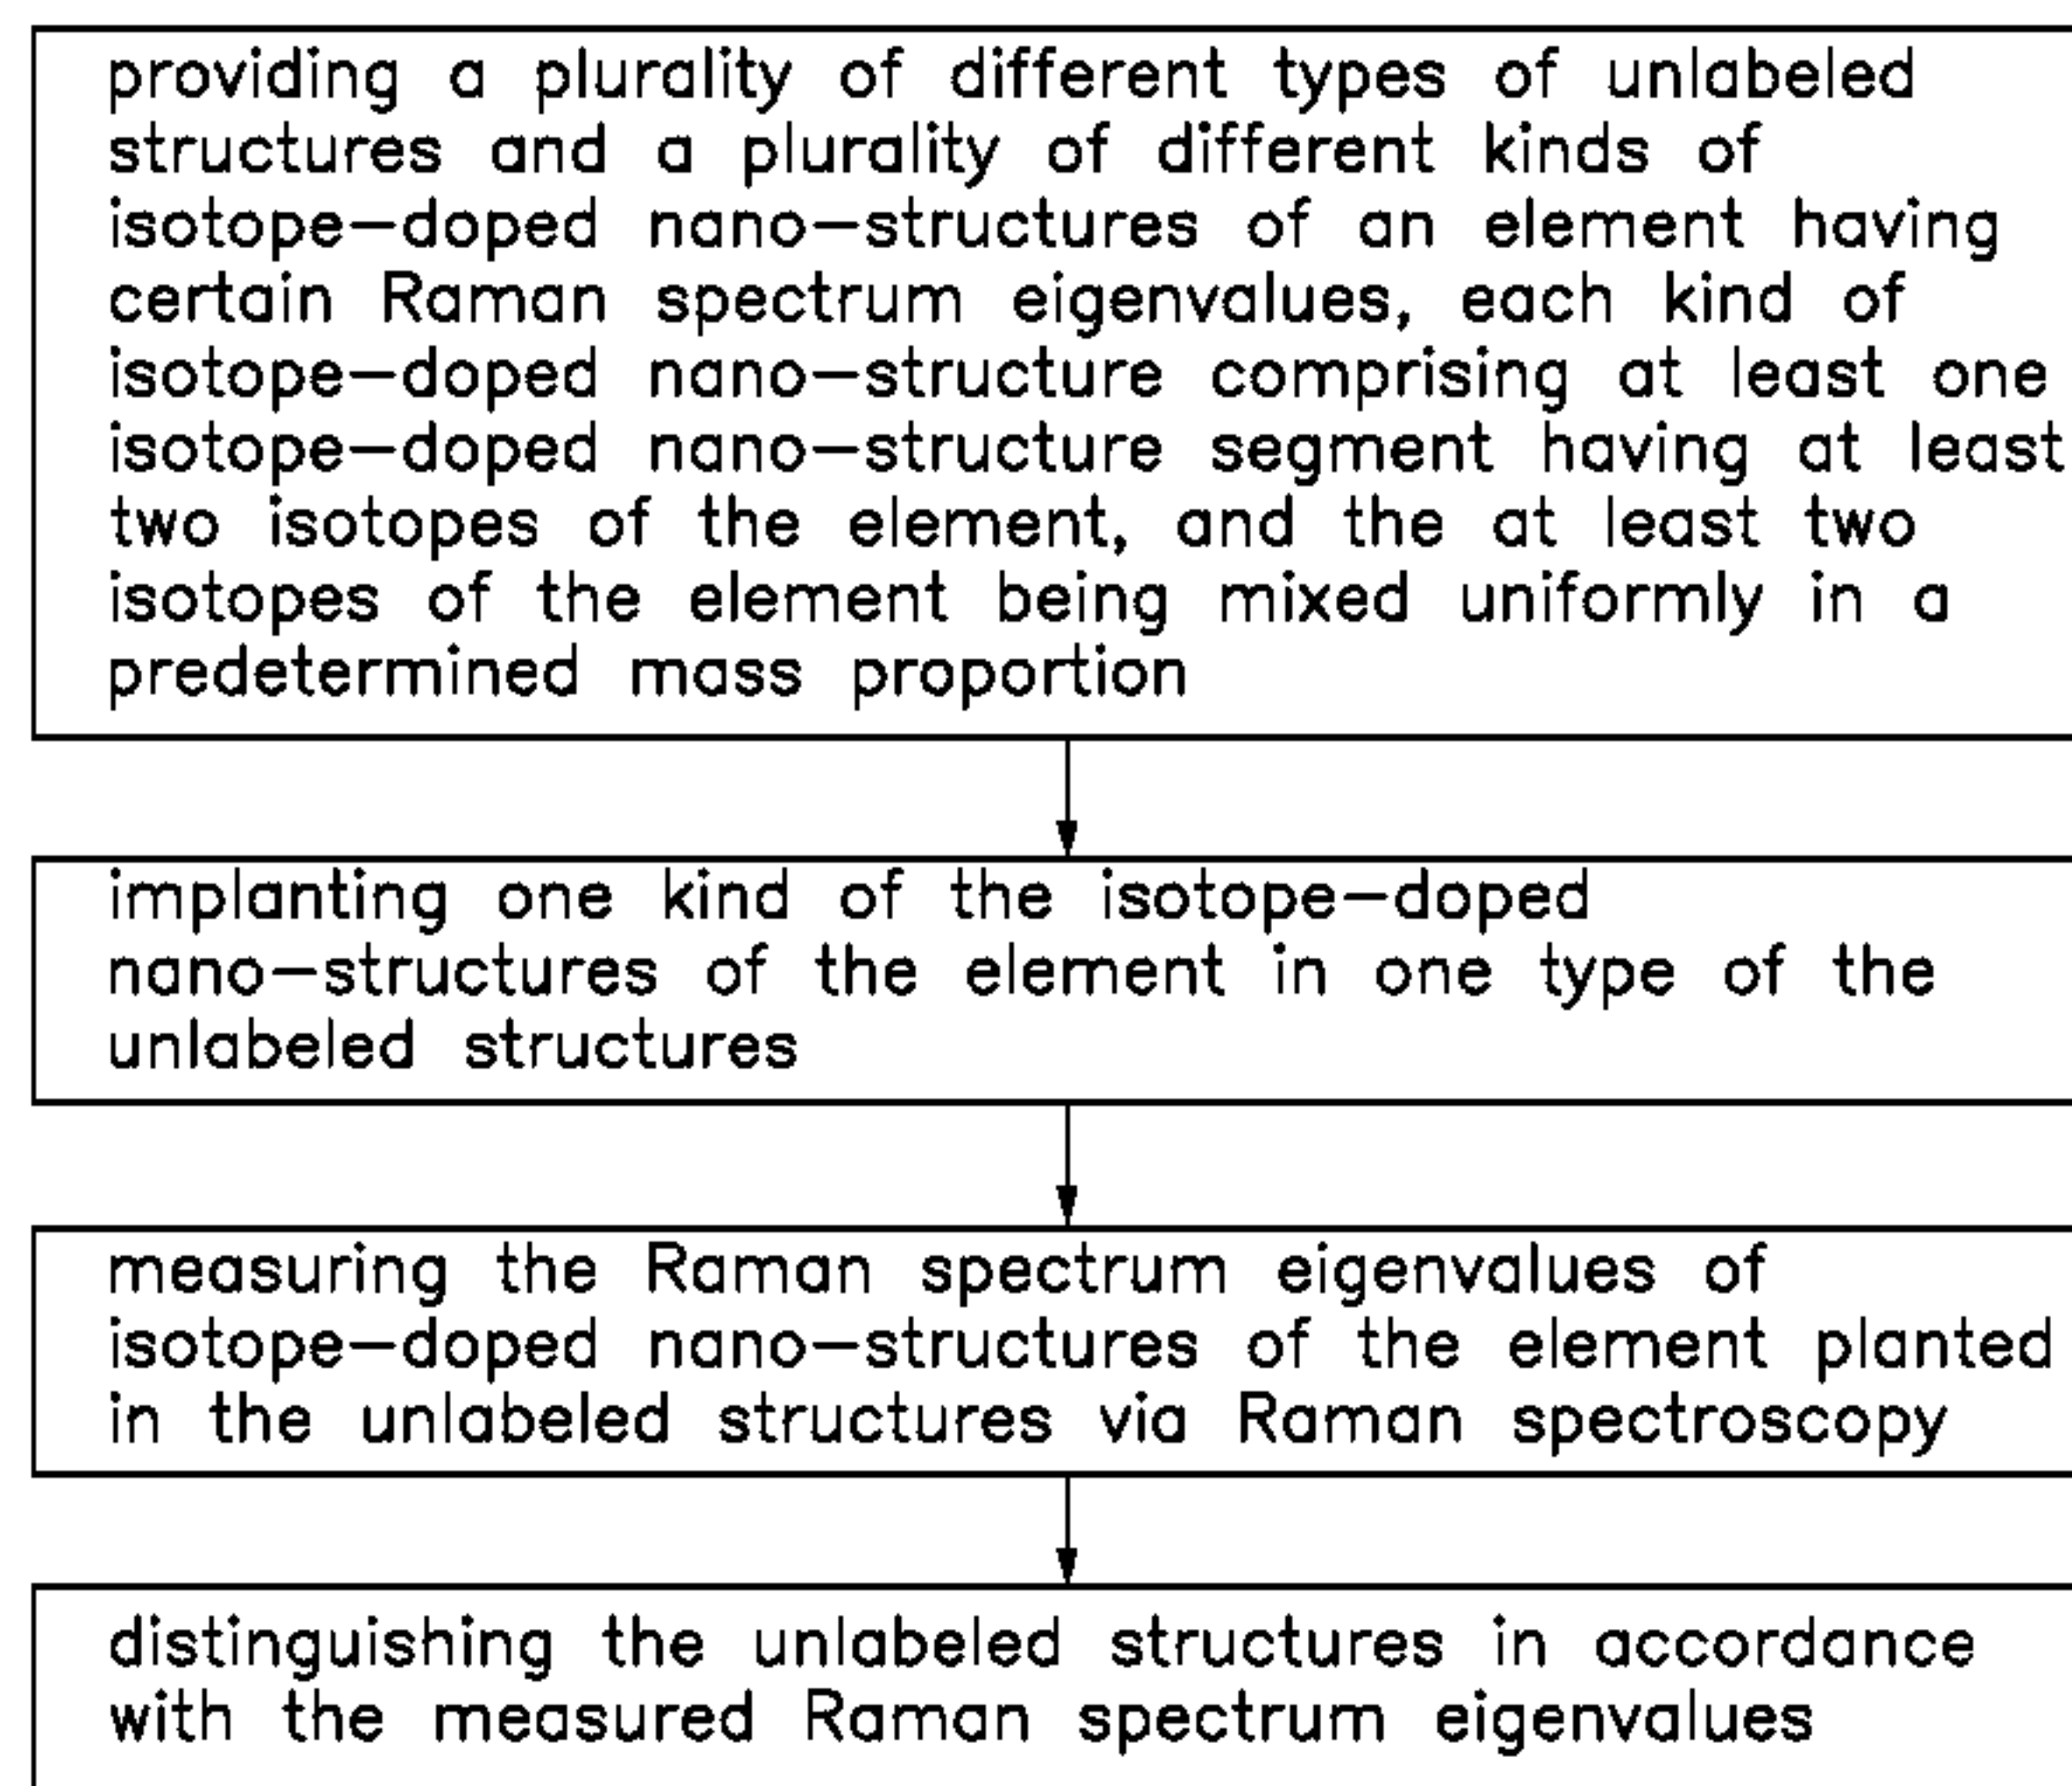 providing a plurality of different types of unlabeled
structures and a plurality of different kinds of
isotope–doped nano–structures of an element having
certain Raman spectrum eigenvalues, each kind of
isotope–doped nano–structure comprising at least one
isotope–doped nano–structure segment having at least
two isotopes of the element, and the at least two
isotopes of the element being mixed uniformly in a
predetermined mass proportion
implanting one kind of the isotope–doped
nano–structures of the element in one type of the
unlabeled structures
measuring the Raman spectrum eigenvalues of
isotope–doped nano–structures of the element planted
in the unlabeled structures via Raman spectroscopy
distinguishing the unlabeled structures in accordance
with the measured Raman spectrum eigenvalues